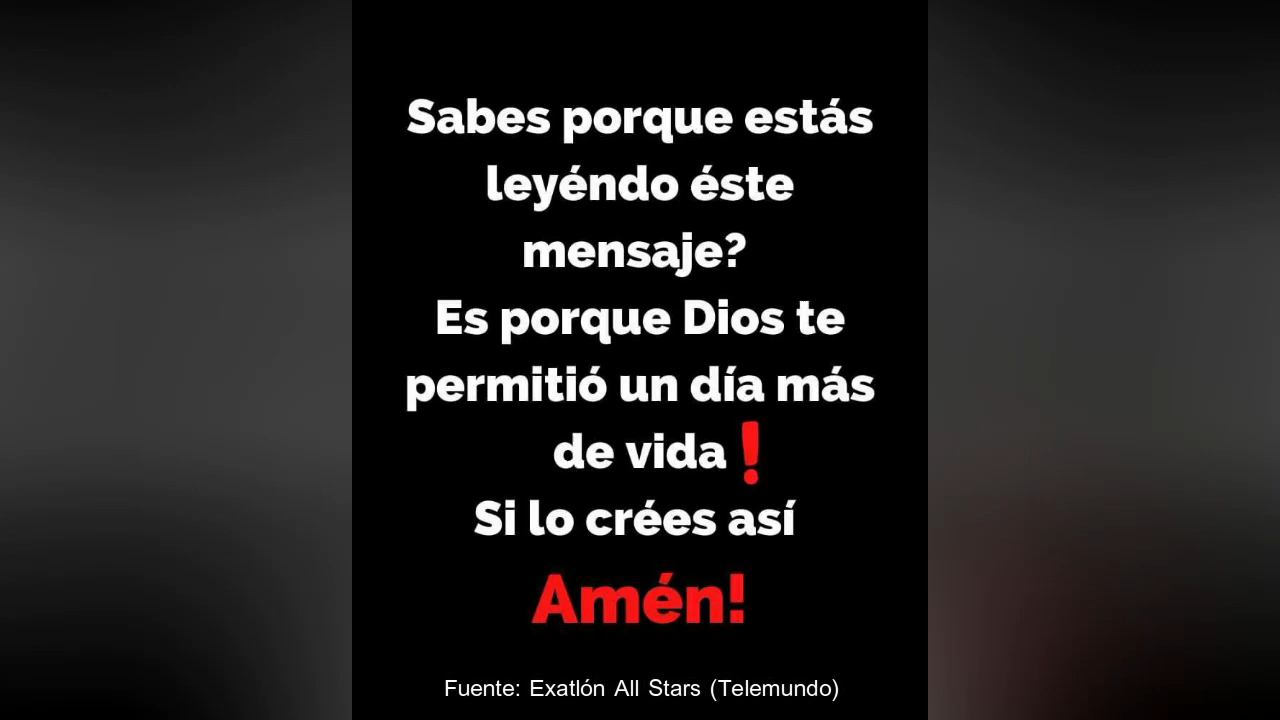 Sabes porque estás
leyéndo éste
mensaje?
Es porque Dios te
permitió un día más
de vida❗
Si lo crées así
Amén!
Fuente: Exatlón All Stars (Telemundo)